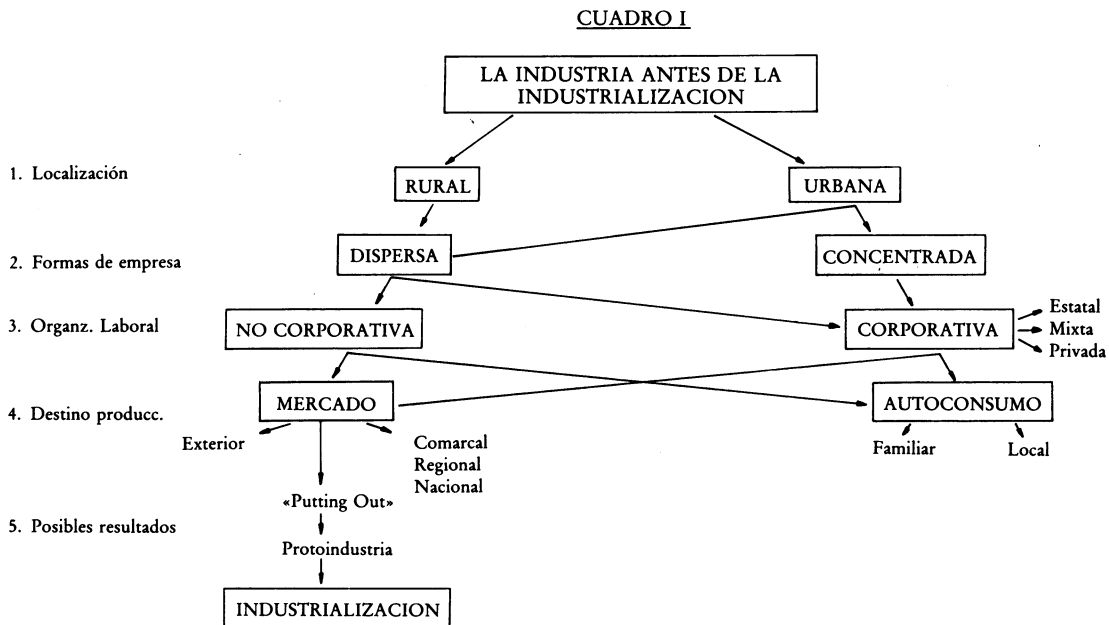 CUADRO I
LA INDUSTRIA ANTES DE LA
INDUSTRIALIZACION
1. Localización
RURAL
URBANA
2. Formas de empresa
DISPERSA
CONCENTRADA
3. Organz. Laboral
NO CORPORATIVA
CORPORATIVA
Estatal
Mixta
Privada
4. Destino producc.
MERCADO
AUTOCONSUMO
Exterior
Comarcal
Regional
Nacional
Familiar
Local
«Putting Out»
5. Posibles resultados
Protoindustria
INDUSTRIALIZACION